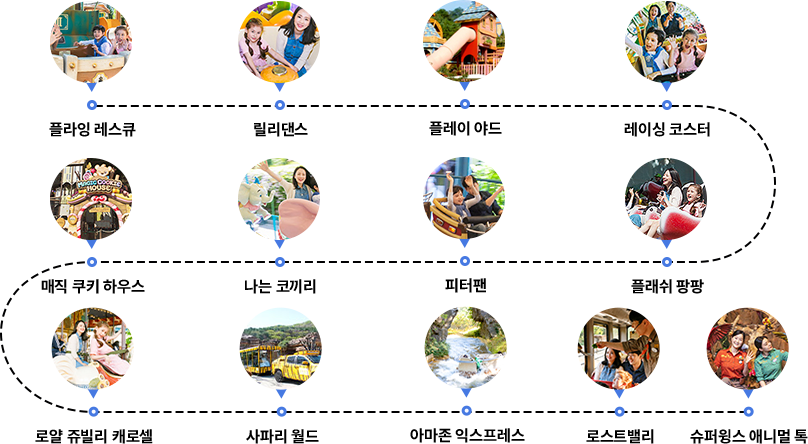 플라잉 레스큐
릴리댄스
플레이 야드
레이싱 코스터
MAGIC COOKIE
HOUSE
매직 쿠키 하우스
나는 코끼리
피터팬
플래쉬 팡팡
로얄 쥬빌리 캐로셀
사파리 월드
아마존 익스프레스
로스트밸리
슈퍼윙스 애니멀 톡